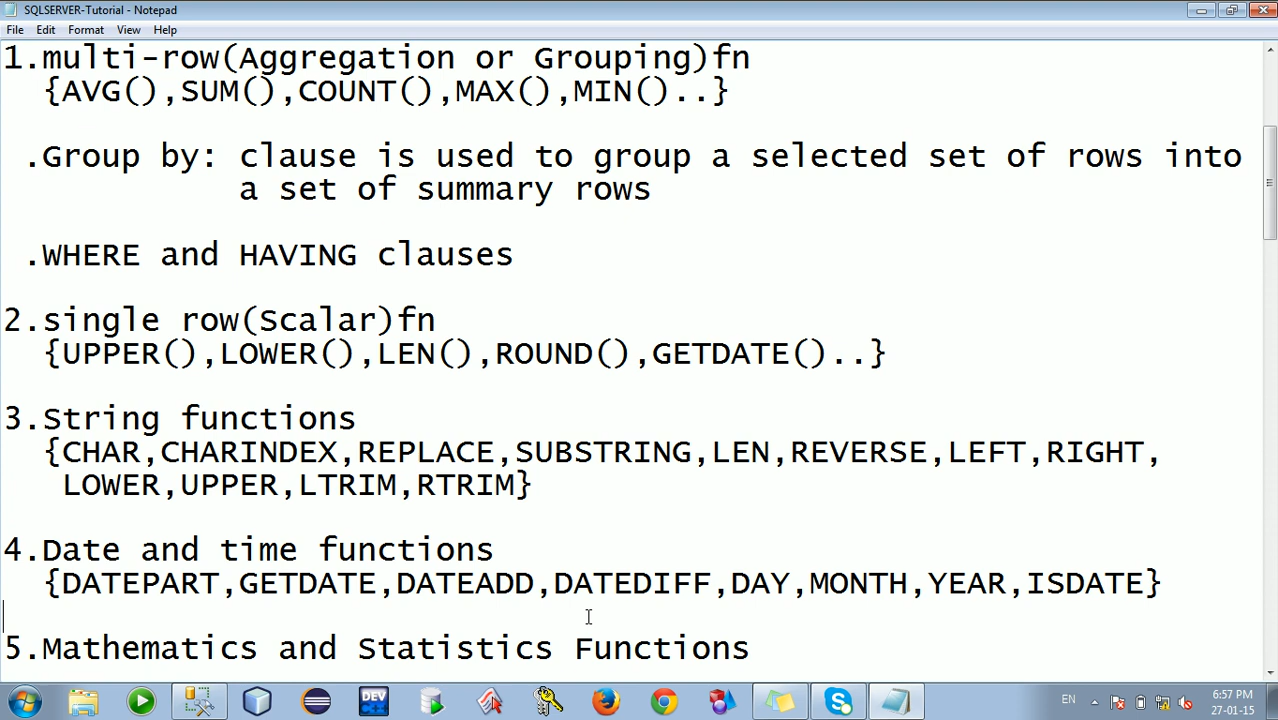 SQLSERVER-Tutorial - Notepad
File Edit Format View Help
1.multi-row(Aggregation or Grouping)fn
{AVG(),SUM(),COUNT(),MAX(),MIN()..}
.Group by: clause is used to group a selected set of rows into
a set of summary rows
.WHERE and HAVING clauses
2.single row(Scalar)fn
{UPPER(),LOWER(),LEN(),ROUND(),GETDATE()..}
3.String functions
{CHAR,CHARINDEX,REPLACE,SUBSTRING,LEN,REVERSE,LEFT,RIGHT,
LOWER,UPPER,LTRIM,RTRIM}
4.Date and time functions
{DATEPART,GETDATE,DATEADD,DATEDIFF,DAY,MONTH,YEAR,ISDATE}
5.Mathematics and Statistics Functions
DEV
EN
6:57 PM
27-01-15